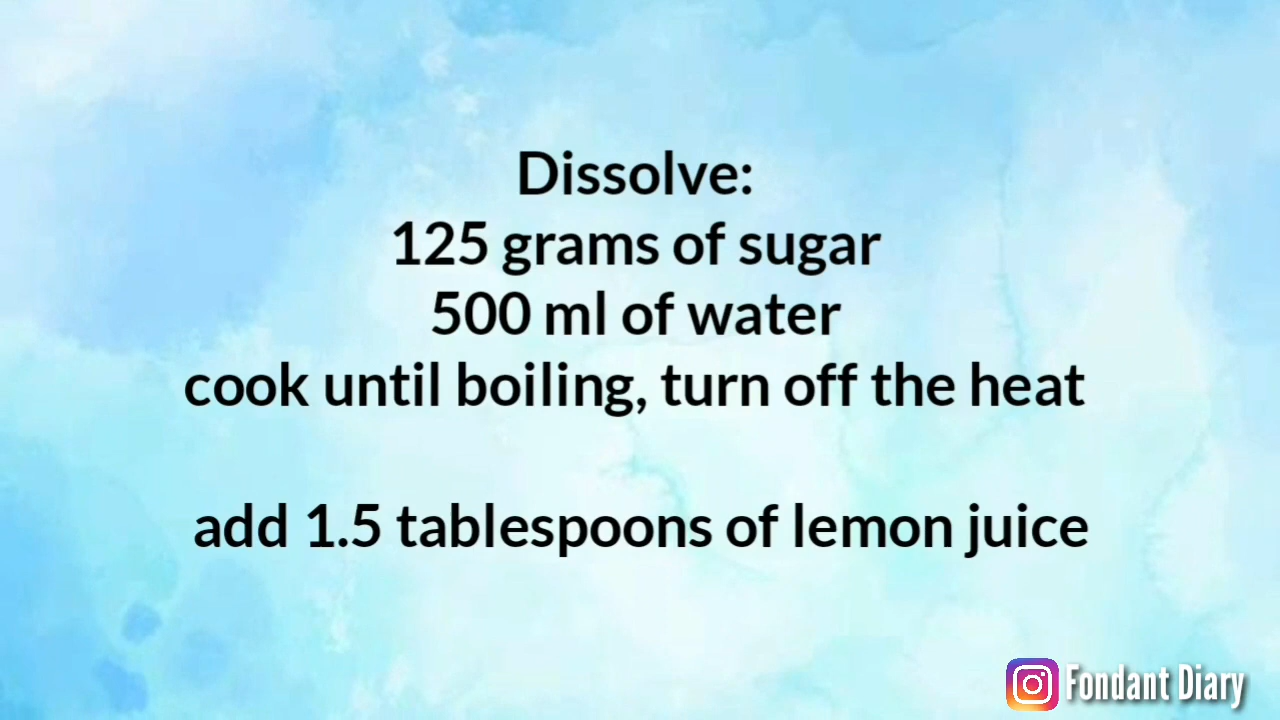 Dissolve:
125 grams of sugar
500 ml of water
cook until boiling, turn off the heat
add 1.5 tablespoons of lemon juice
Fondant Diary